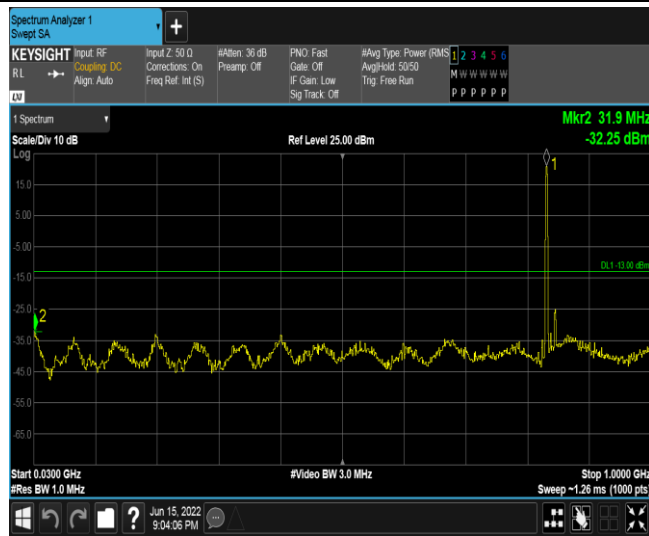 Spectrum Analyzer 1
Swept SA
+
KEYSIGHT Input: RF Input Z: 50 Ω #Atten: 36 dB PNO: Fast #Avg Type: Power (RMS 1 2 3 4 5 6
RL Coupling: DC Corrections: On Preamp: Off Gate: Off Avg|Hold: 50/50 M W W W W W
Align: Auto Freq Ref: Int (S) IF Gain: Low Trig: Free Run
Sig Track: Off P P P P P P
LXI
1 Spectrum Mkr2 31.9 MHz
Scale/Div 10 dB Ref Level 25.00 dBm -32.25 dBm
Log
1
15.0
5.00
-5.00
DL1 -13.00 dBm
-15.0
-25.0
2
-35.0
-45.0
-55.0
-65.0
Start 0.0300 GHz #Video BW 3.0 MHz Stop 1.0000 GHz
#Res BW 1.0 MHz Sweep ~1.26 ms (1000 pts)
? Jun 15, 2022
9:04:06 PM